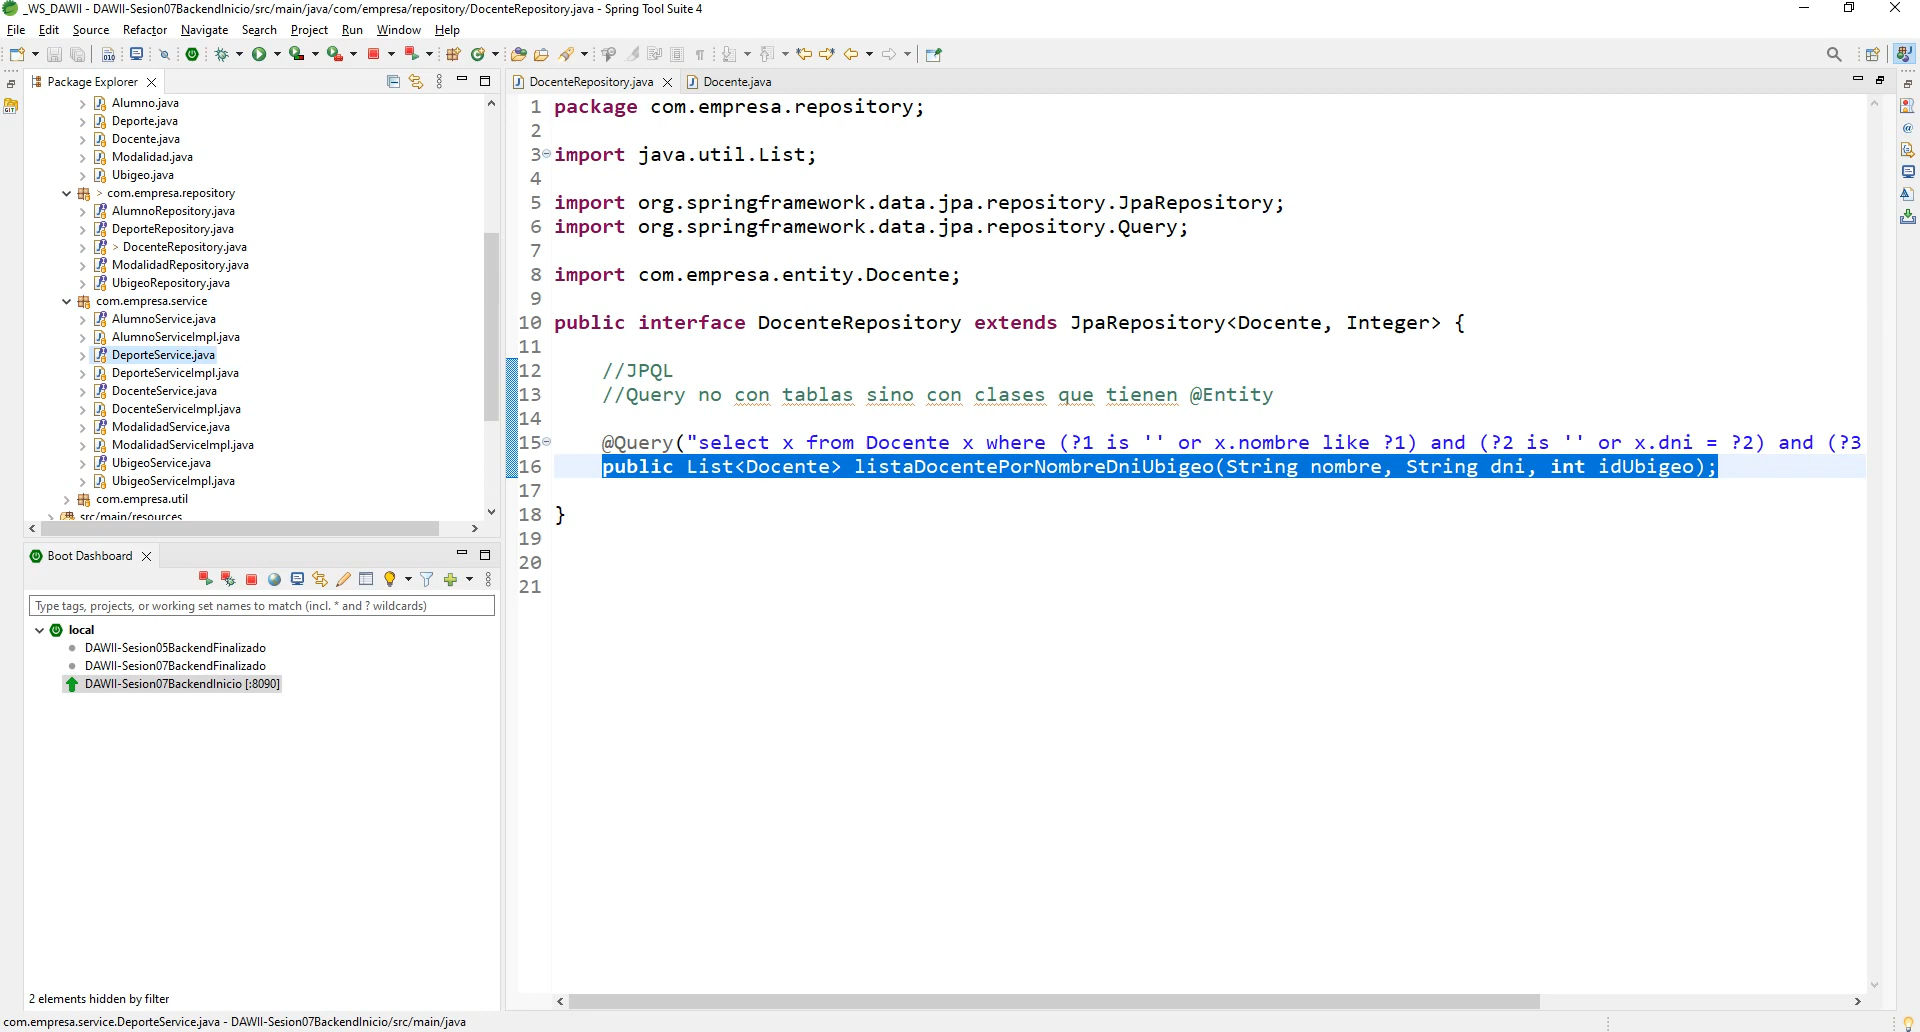 _WS_DAWII - DAWII-Sesion07BackendInicio/src/main/java/com/empresa/repository/DocenteRepository.java - Spring Tool Suite 4
File Edit Source Refactor Navigate Search Project Run Window Help
Package Explorer
Alumno.java
Deporte.java
Docente.java
Modalidad.java
Ubigeo.java
> com.empresa.repository
AlumnoRepository.java
DeporteRepository.java
> DocenteRepository.java
ModalidadRepository.java
UbigeoRepository.java
com.empresa.service
AlumnoService.java
AlumnoServiceImpl.java
DeporteService.java
DeporteServiceImpl.java
DocenteService.java
DocenteServiceImpl.java
ModalidadService.java
ModalidadServiceImpl.java
UbigeoService.java
UbigeoServiceImpl.java
com.empresa.util
src/main/resources
Boot Dashboard
Type tags, projects, or working set names to match (incl. * and ? wildcards)
local
DAWII-Sesion05BackendFinalizado
DAWII-Sesion07BackendFinalizado
DAWII-Sesion07BackendInicio [:8090]
2 elements hidden by filter
DocenteRepository.java Docente.java
1 package com.empresa.repository;
2
3 import java.util.List;
4
5 import org.springframework.data.jpa.repository.JpaRepository;
6 import org.springframework.data.jpa.repository.Query;
7
8 import com.empresa.entity.Docente;
9
10 public interface DocenteRepository extends JpaRepository<Docente, Integer> {
11
12 //JPQL
13 //Query no con tablas sino con clases que tienen @Entity
14
15 @Query("select x from Docente x where (?1 is '' or x.nombre like ?1) and (?2 is '' or x.dni = ?2) and (?3
16 public List<Docente> listaDocentePorNombreDniUbigeo(String nombre, String dni, int idUbigeo);
17
18 }
19
20
21
com.empresa.service.DeporteService.java - DAWII-Sesion07BackendInicio/src/main/java